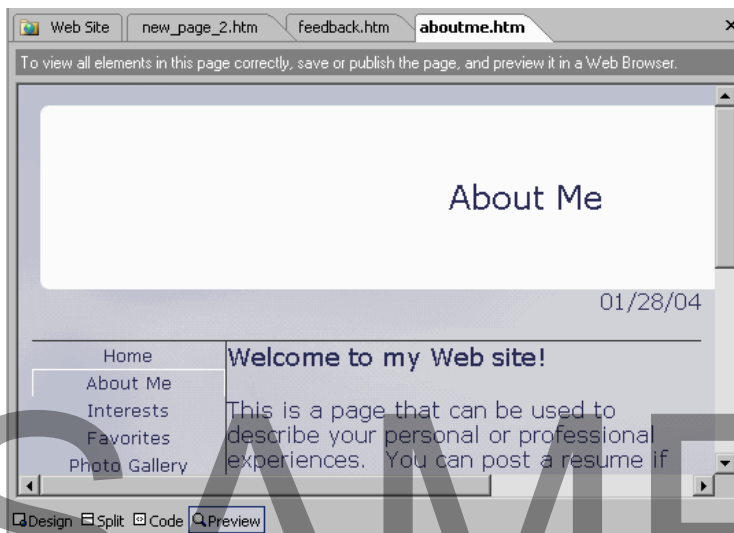 Web Site new_page_2.htm feedback.htm aboutme.htm
To view all elements in this page correctly, save or publish the page, and preview it in a Web Browser.
About Me
01/28/04
Home
About Me
Interests
Favorites
Photo Gallery
Welcome to my Web site!
This is a page that can be used to
describe your personal or professional
experiences. You can post a resume if
Design Split Code Preview
SAME